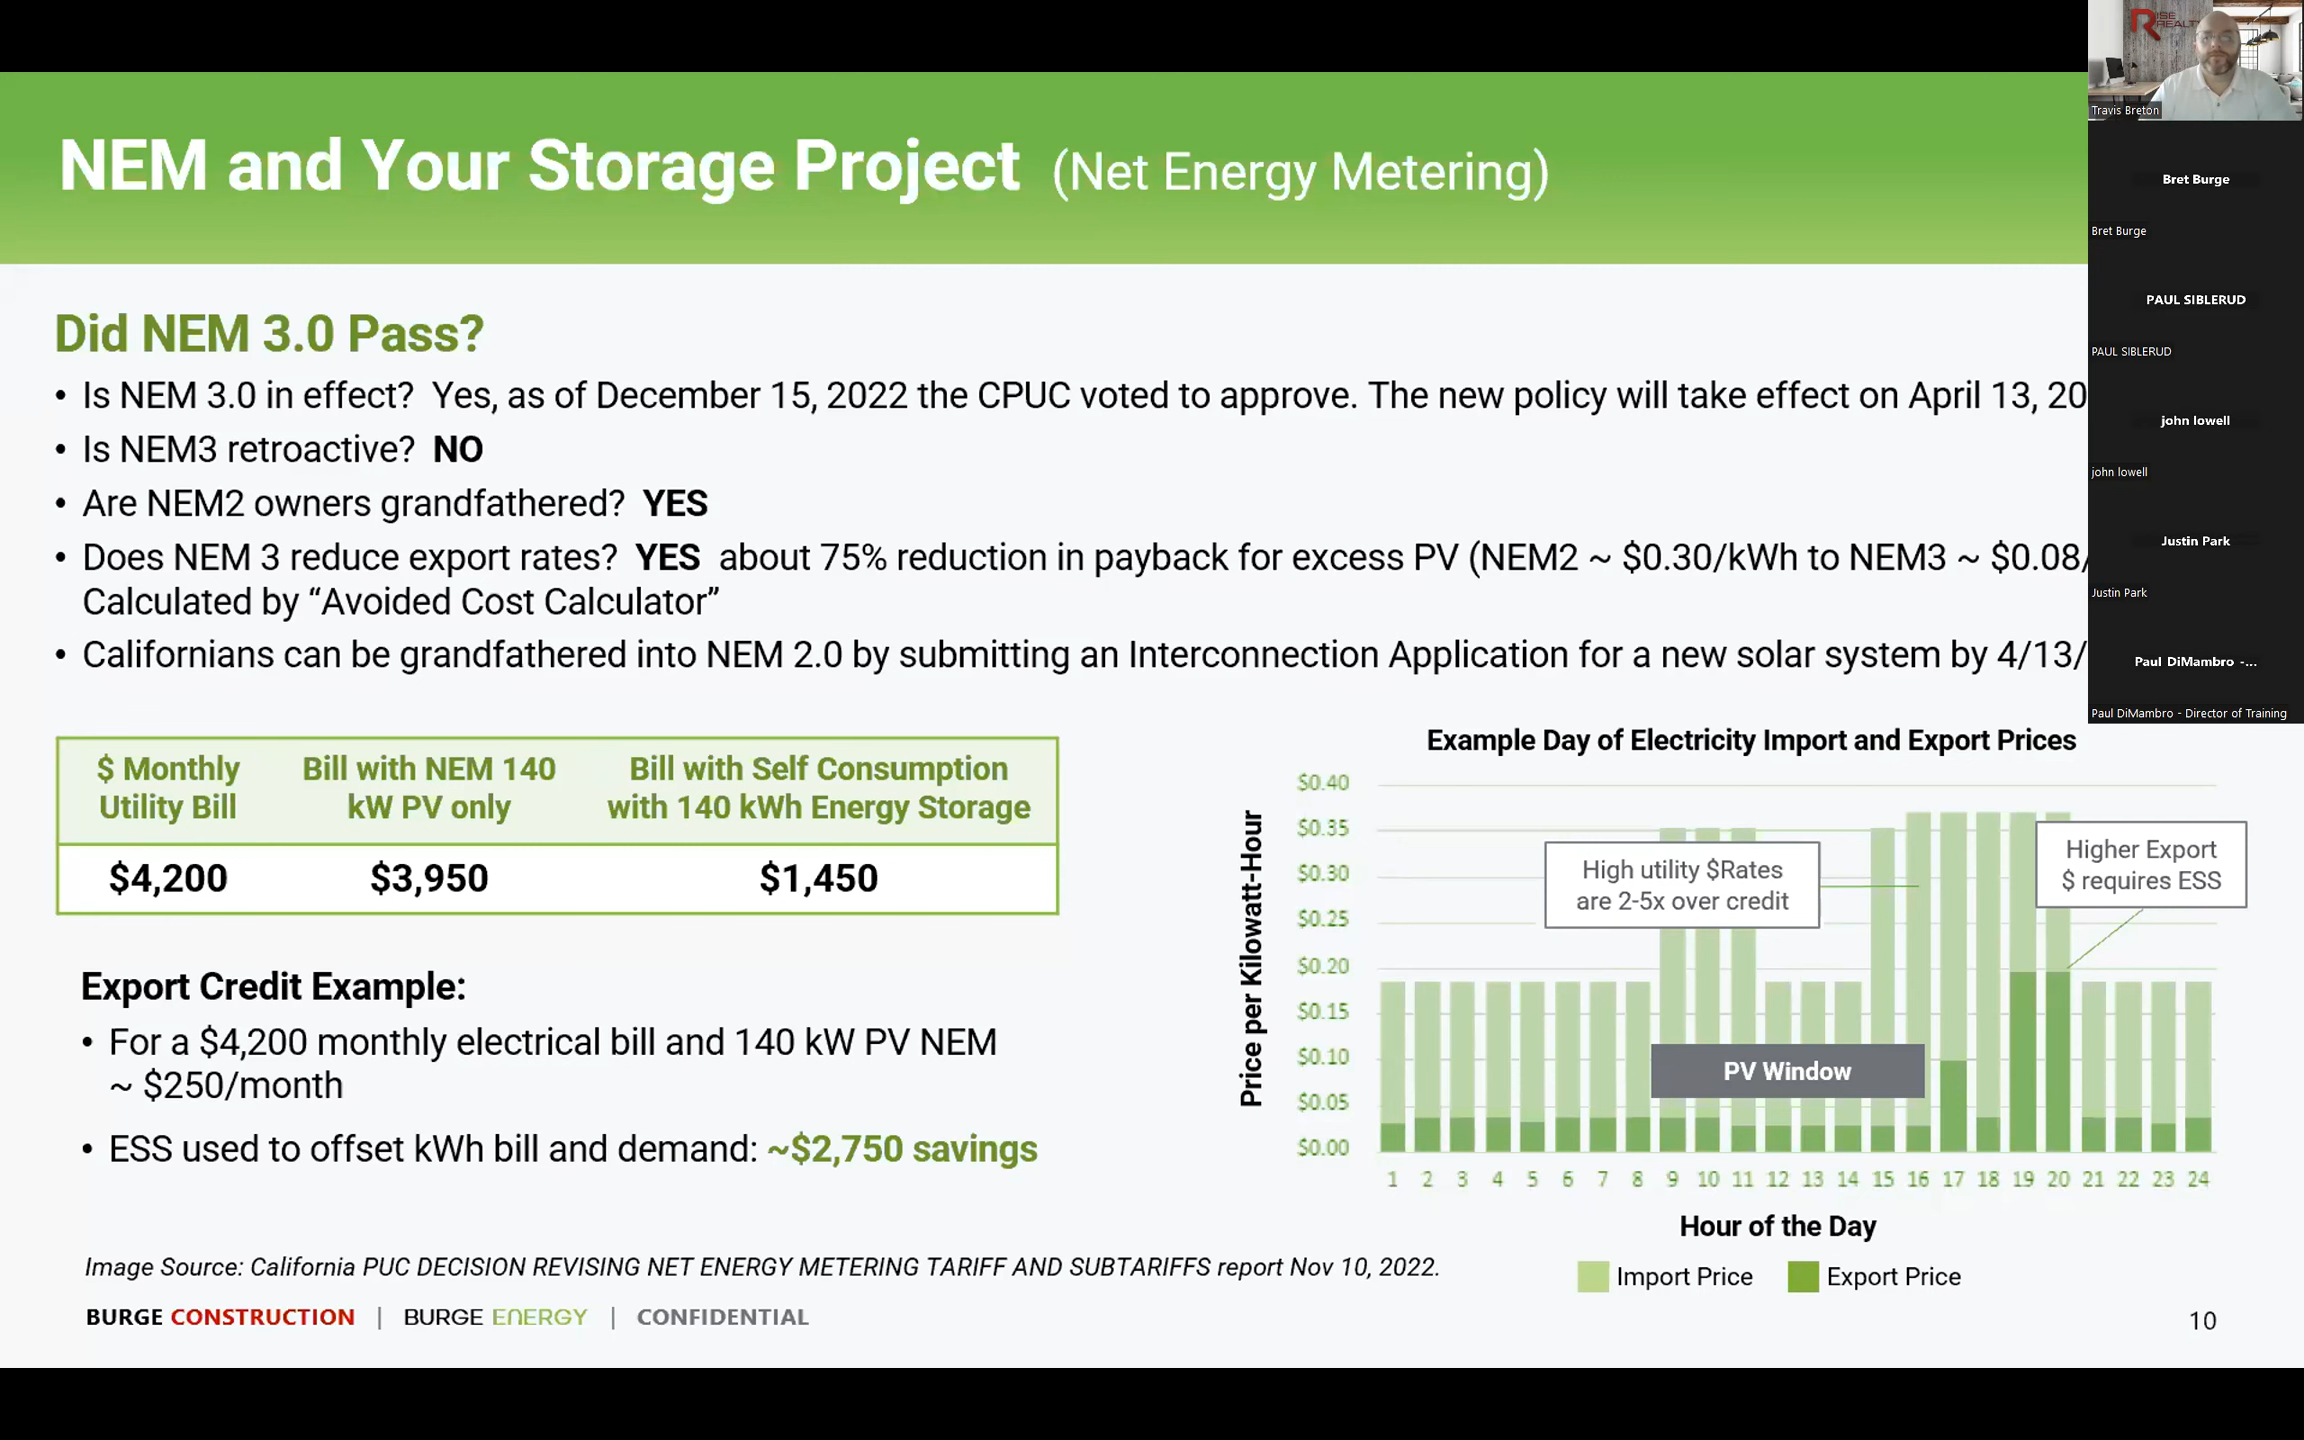 NEM and Your Storage Project (Net Energy Metering)
Did NEM 3.0 Pass?
• Is NEM 3.0 in effect? Yes, as of December 15, 2022 the CPUC voted to approve. The new policy will take effect on April 13, 20
• Is NEM3 retroactive? NO
• Are NEM2 owners grandfathered? YES
• Does NEM 3 reduce export rates? YES about 75% reduction in payback for excess PV (NEM2 ~ $0.30/kWh to NEM3 ~ $0.08/
Calculated by “Avoided Cost Calculator”
• Californians can be grandfathered into NEM 2.0 by submitting an Interconnection Application for a new solar system by 4/13/
$ Monthly
Utility Bill
Bill with NEM 140
kW PV only
Bill with Self Consumption
with 140 kWh Energy Storage
$4,200 $3,950 $1,450
Export Credit Example:
• For a $4,200 monthly electrical bill and 140 kW PV NEM
~ $250/month
• ESS used to offset kWh bill and demand: ~$2,750 savings
Example Day of Electricity Import and Export Prices
Price per Kilowatt-Hour
$0.40
$0.35
$0.30
$0.25
$0.20
$0.15
$0.10
$0.05
$0.00
High utility $Rates
are 2-5x over credit
Higher Export
$ requires ESS
PV Window
1 2 3 4 5 6 7 8 9 10 11 12 13 14 15 16 17 18 19 20 21 22 23 24
Hour of the Day
Import Price Export Price
Image Source: California PUC DECISION REVISING NET ENERGY METERING TARIFF AND SUBTARIFFS report Nov 10, 2022.
BURGE CONSTRUCTION | BURGE ENERGY | CONFIDENTIAL
10
RISE
REALTY
Travis Breton
Bret Burge
Bret Burge
PAUL SIBLERUD
PAUL SIBLERUD
john lowell
john lowell
Justin Park
Justin Park
Paul DiMambro -...
Paul DiMambro - Director of Training